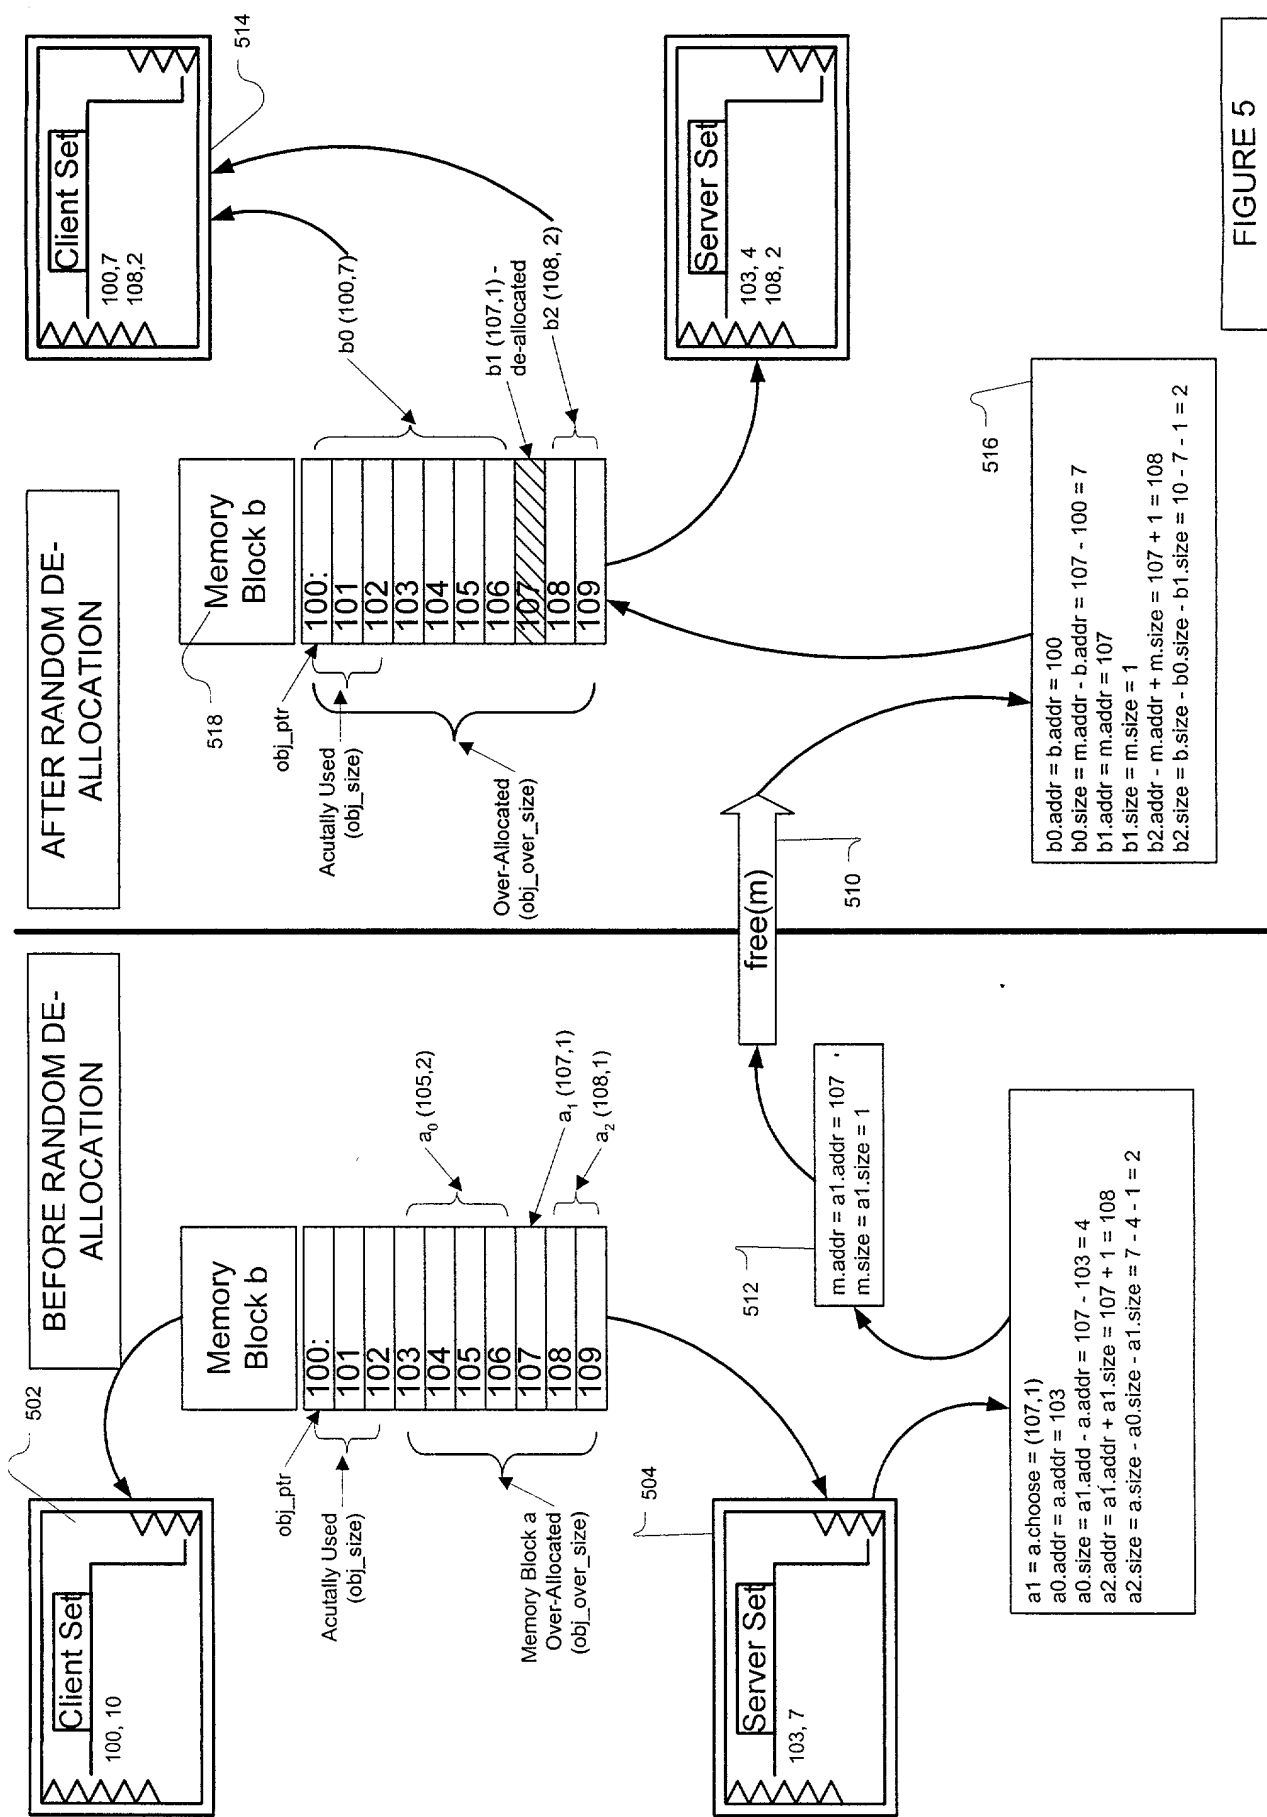 BEFORE RANDOM DE-
ALLOCATION
502
Client Set
100, 10
Memory
Block b
100:
101
102
103
104
105
106
107
108
109
obj_ptr
Acutally Used
(obj_size)
Memory Block a
Over-Allocated
(obj_over_size)
a0 (105,2)
a1 (107,1)
a2 (108,1)
504
Server Set
103, 7
a1 = a.choose = (107,1)
a0.addr = a.addr = 103
a0.size = a1.add - a.addr = 107 - 103 = 4
a2.addr = a1.addr + a1.size = 107 + 1 = 108
a2.size = a.size - a0.size - a1.size = 7 - 4 - 1 = 2
512
m.addr = a1.addr = 107
m.size = a1.size = 1
free(m)
510
AFTER RANDOM DE-
ALLOCATION
518
Memory
Block b
100:
101
102
103
104
105
106
107
108
109
obj_ptr
Acutally Used
(obj_size)
Over-Allocated
(obj_over_size)
b0 (100,7)
b1 (107,1) -
de-allocated
b2 (108, 2)
514
Client Set
100,7
108,2
Server Set
103, 4
108, 2
516
b0.addr = b.addr = 100
b0.size = m.addr - b.addr = 107 - 100 = 7
b1.addr = m.addr = 107
b1.size = m.size = 1
b2.addr - m.addr + m.size = 107 + 1 = 108
b2.size = b.size - b0.size - b1.size = 10 - 7 - 1 = 2
FIGURE 5